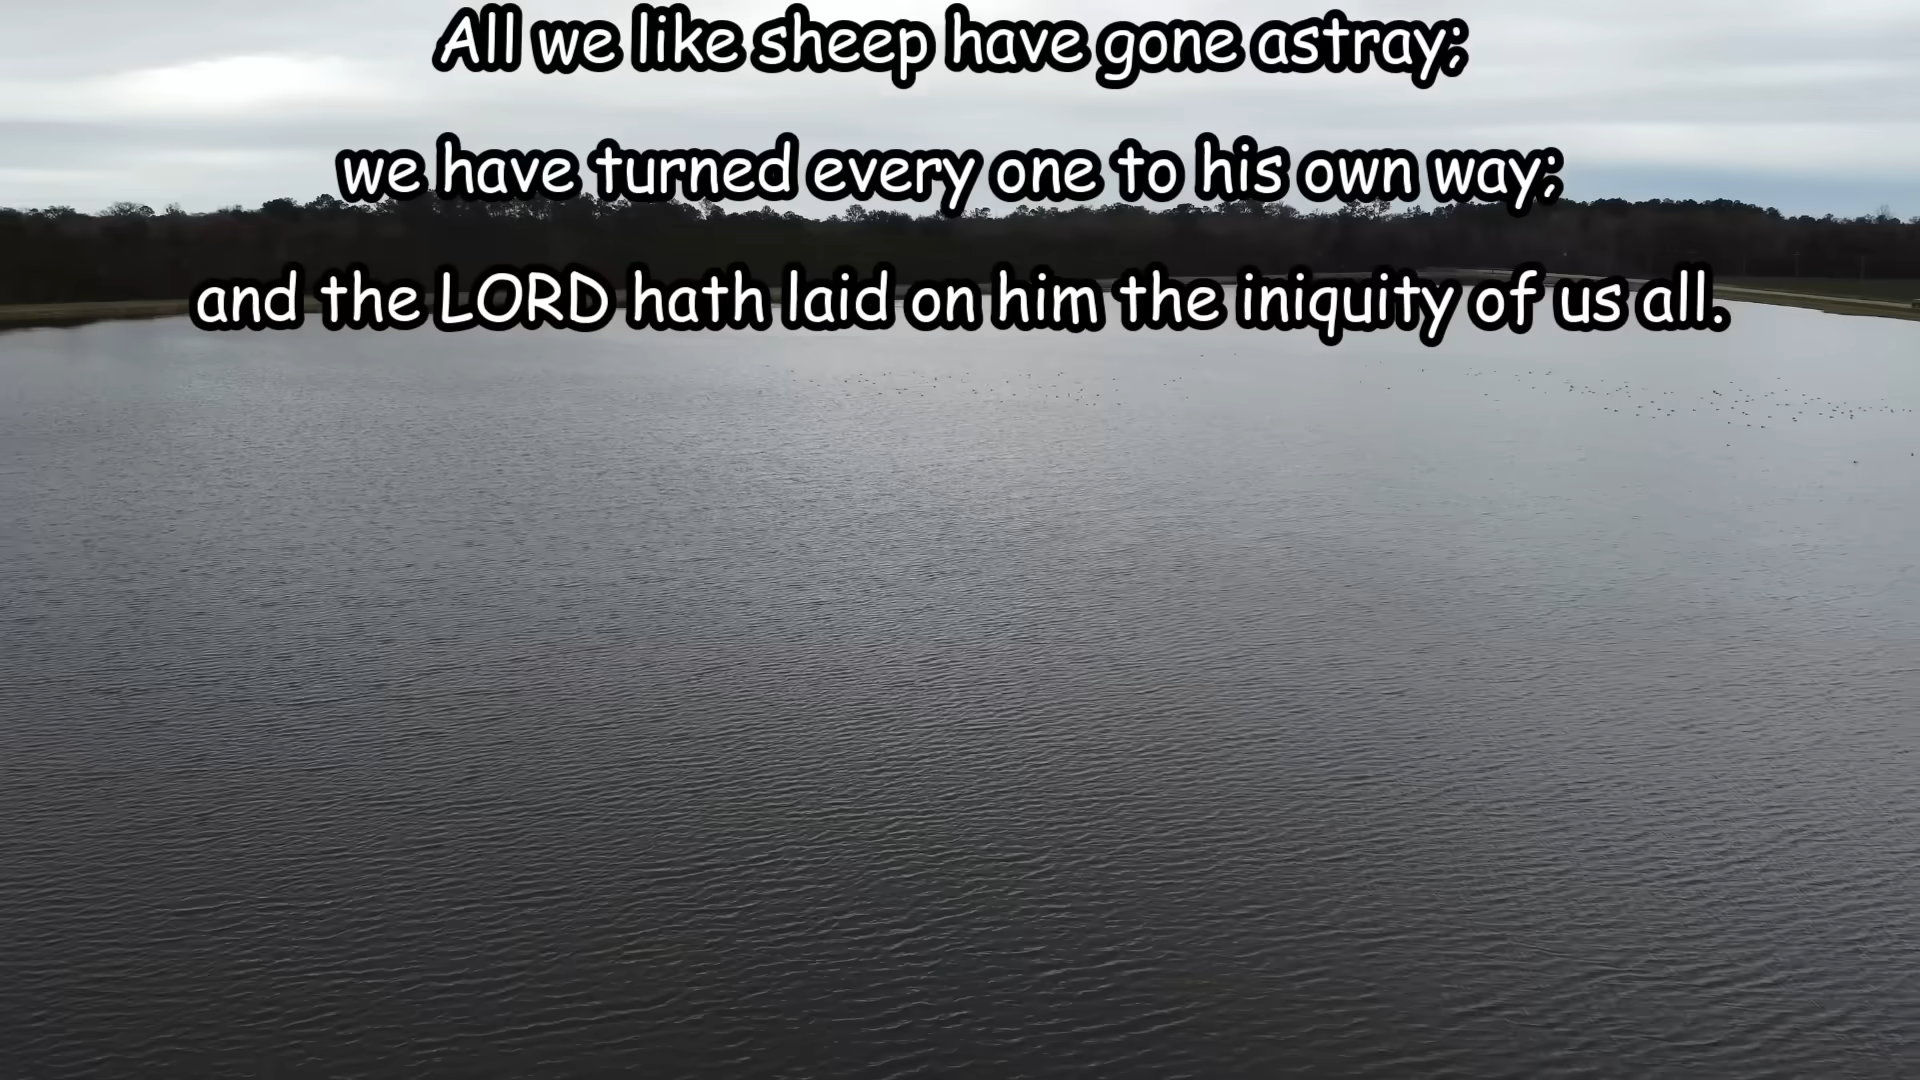 All we like sheep have gone astray;
we have turned every one to his own way;
and the LORD hath laid on him the iniquity of us all.